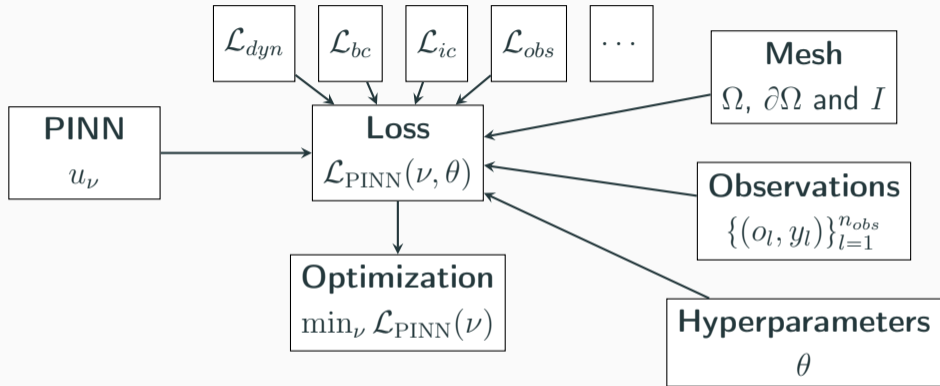 ℒ_dyn
ℒ_bc
ℒ_ic
ℒ_obs
· · ·
Mesh
Ω, ∂Ω and I
PINN
u_ν
Loss
ℒ_PINN(ν, θ)
Observations
{(o_l, y_l)}_{l=1}^{n_obs}
Optimization
min_ν ℒ_PINN(ν)
Hyperparameters
θ